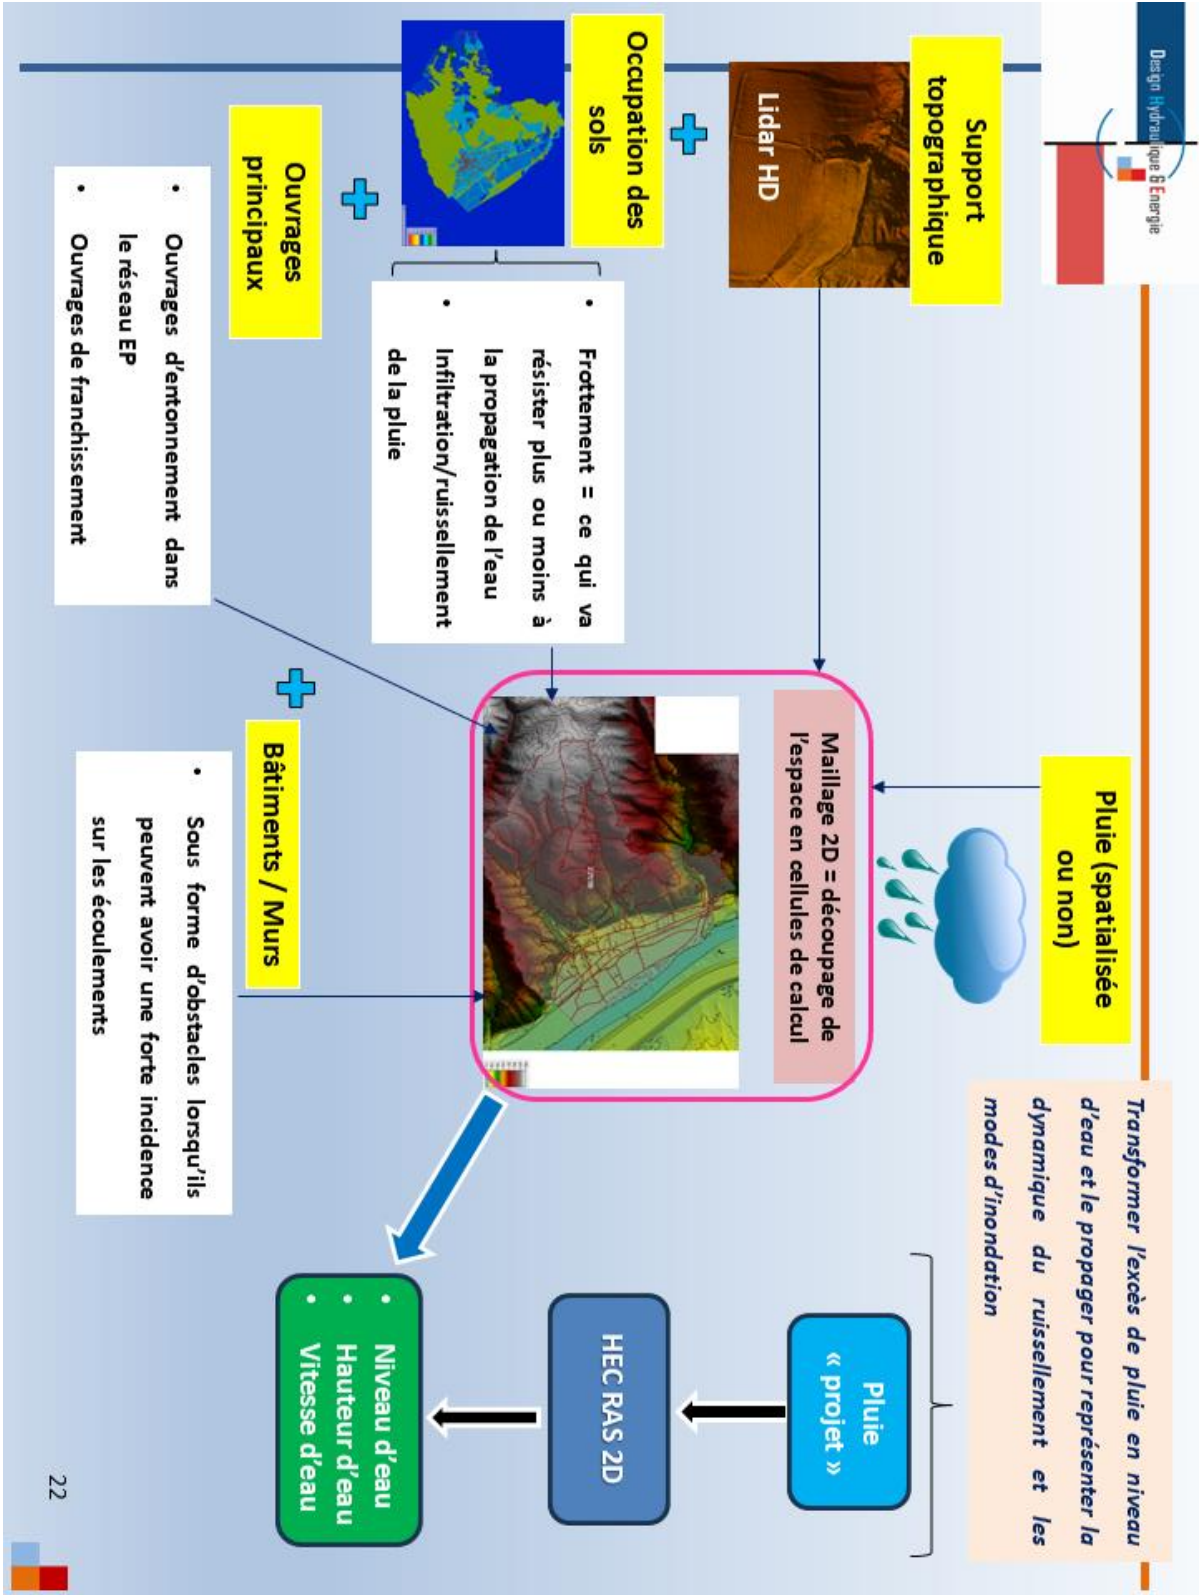 Design Hydraulique & Energie
Support
topographique
Lidar HD
Occupation des
sols
• Frottement = ce qui va
résister plus ou moins à
la propagation de l'eau
• Infiltration/ruissellement
de la pluie
Ouvrages
principaux
• Ouvrages d'entonnement dans
le réseau EP
• Ouvrages de franchissement
Pluie (spatialisée
ou non)
Maillage 2D = découpage de
l'espace en cellules de calcul
Bâtiments / Murs
• Sous forme d'obstacles lorsqu'ils
peuvent avoir une forte incidence
sur les écoulements
Transformer l'excès de pluie en niveau
d'eau et le propager pour représenter la
dynamique du ruissellement et les
modes d'inondation
Pluie
« projet »
HEC RAS 2D
• Niveau d'eau
• Hauteur d'eau
• Vitesse d'eau
22